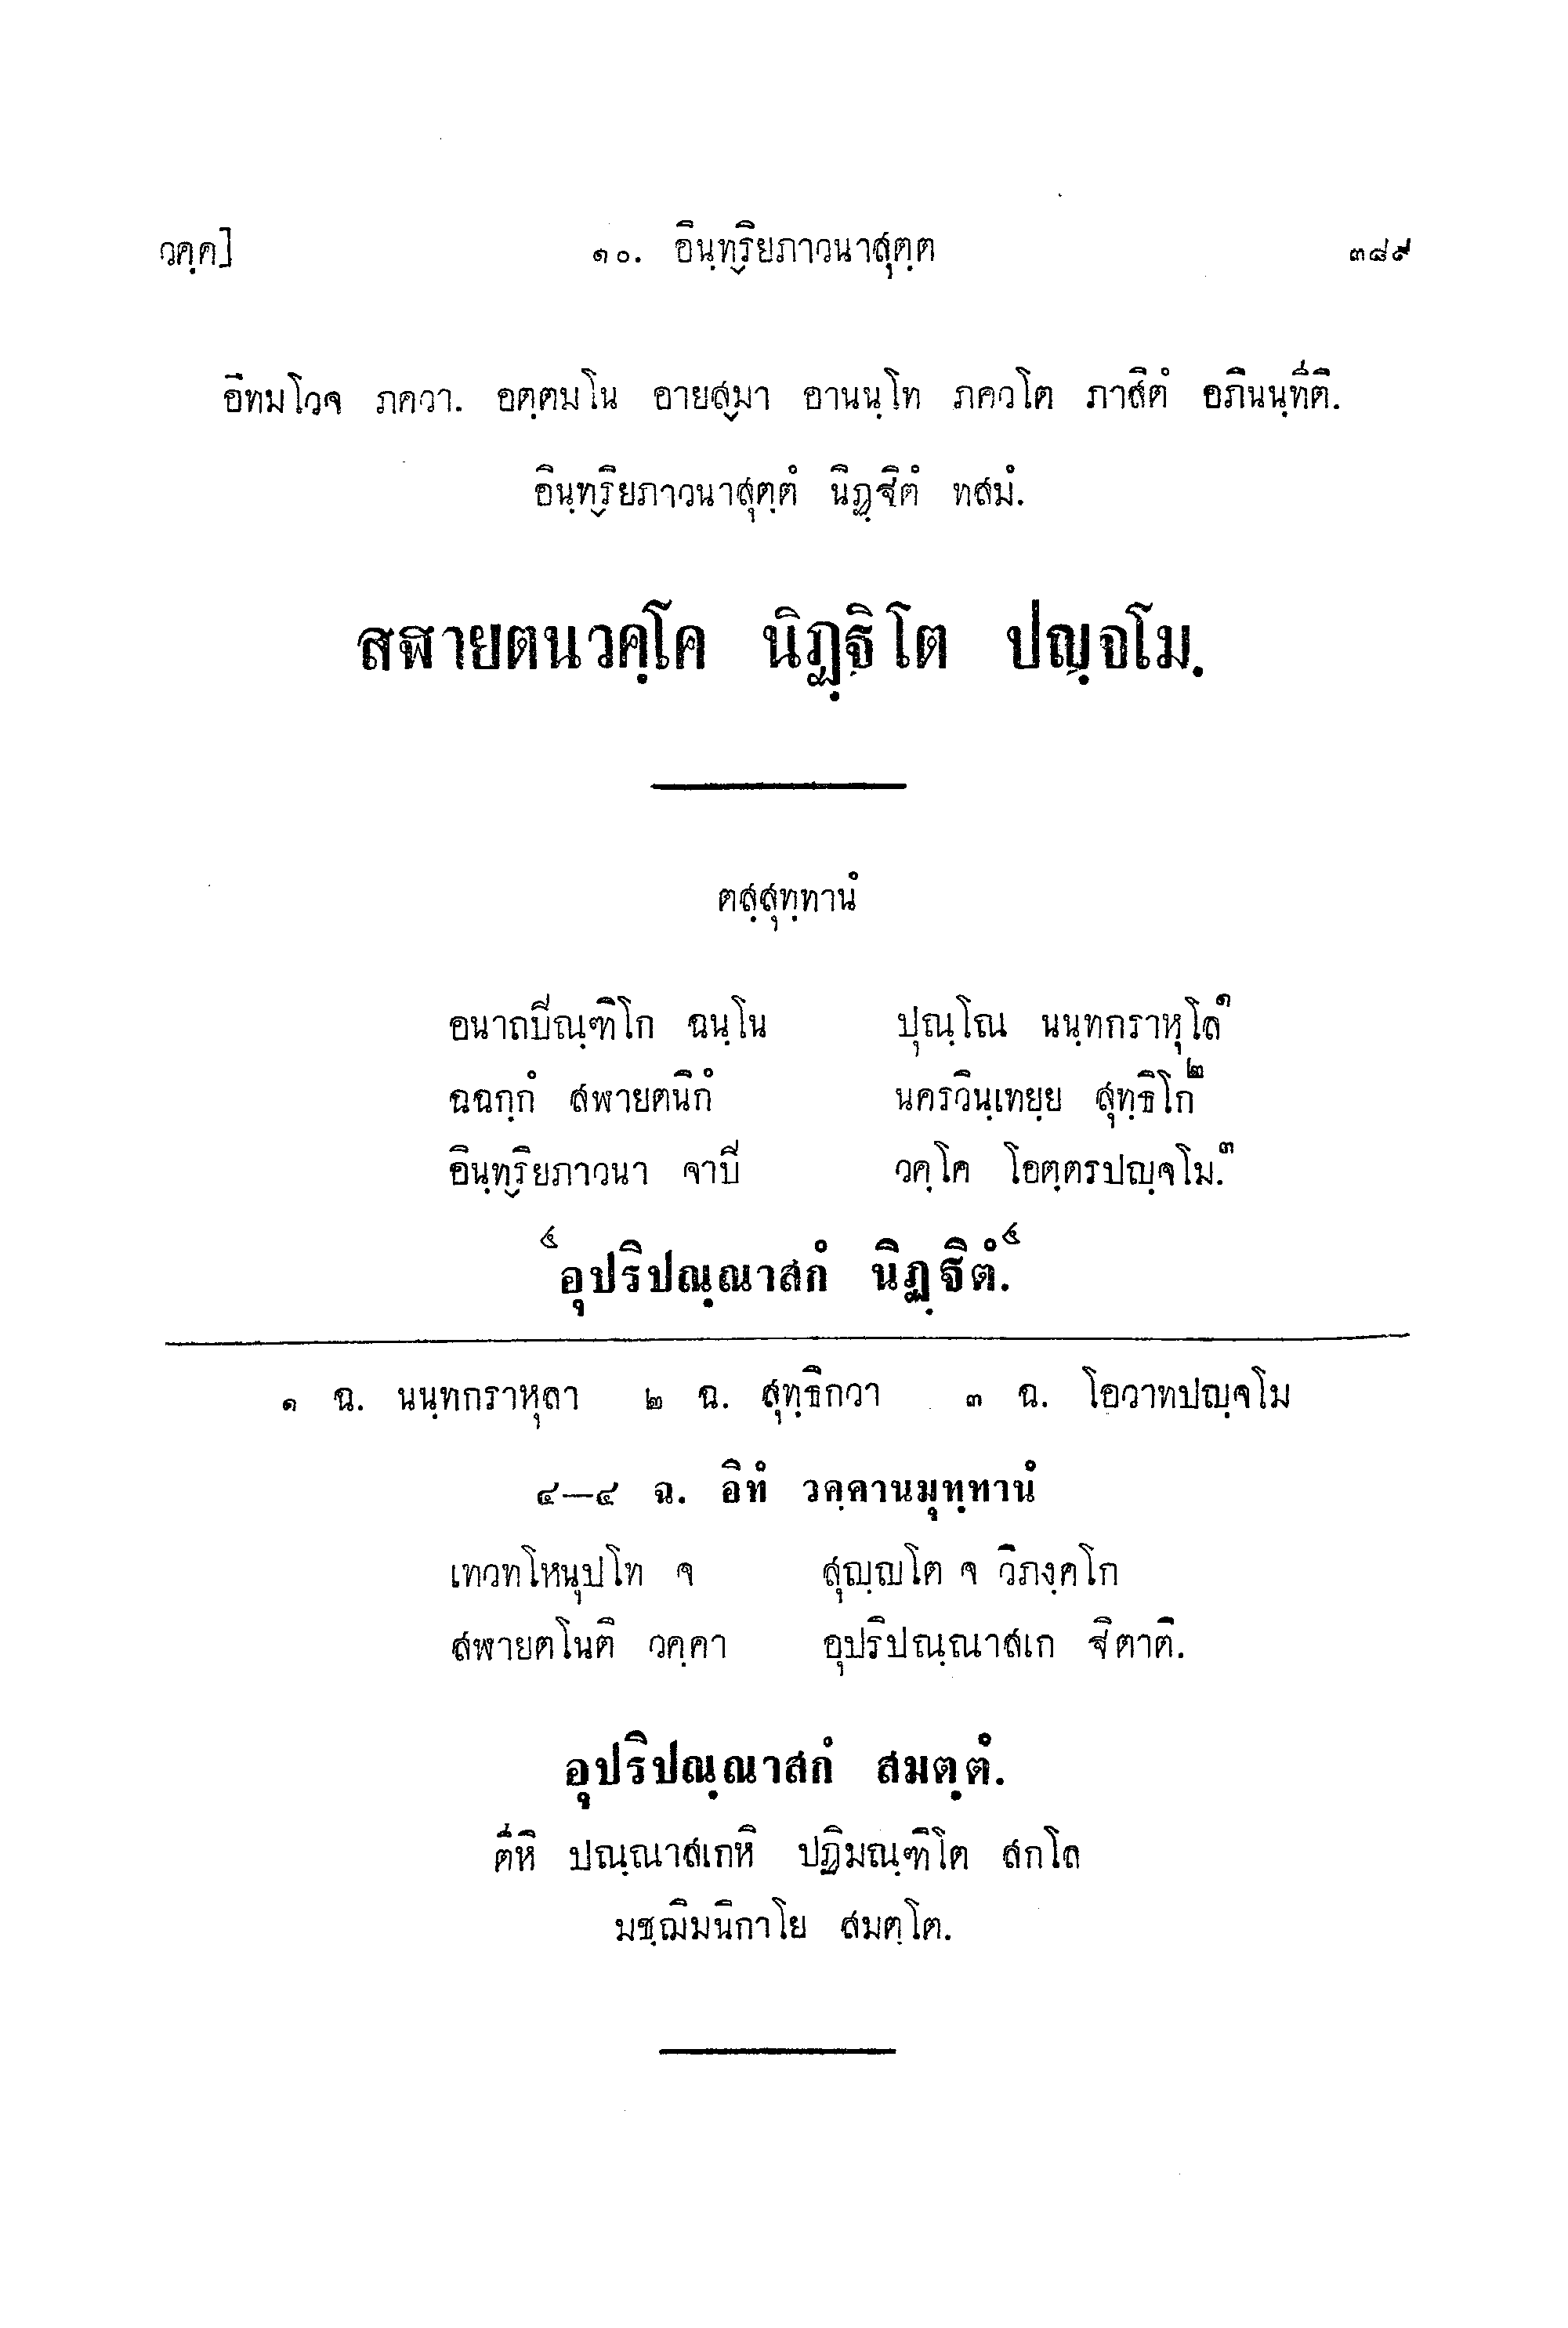 วคฺค] ๑๐. อินฺทฺริยภาวนาสุตฺต ๓๘๙
อิทมโวจ ภควา. อตฺตมโน อายสฺมา อานนฺโท ภควโต ภาสิตํ อภินนฺทีติ.
อินฺทฺริยภาวนาสุตฺตํ นิฏฺฐิตํ ทสมํ.
สฬายตนวคฺโค นิฏฺฐิโต ปญฺจโม.
ตสฺสุทฺทานํ
อนาถปิณฺฑิโก ฉนฺโน ปุณฺโณ นนฺทกราหุโล๑
ฉฉกฺกํ สฬายตนิกํ นครวินฺเทยฺย สุทฺธิโก๒
อินฺทฺริยภาวนา จาปิ วคฺโค โอตฺตรปญฺจโม.๓
๔อุปริปณฺณาสกํ นิฏฺฐิตํ.๔
๑ ฉ. นนฺทกราหุลา ๒ ฉ. สุทฺธิกวา ๓ ฉ. โอวาทปญฺจโม
๔—๔ ฉ. อิทํ วคฺคานมุทฺทานํ
เทวทโหนุปโท จ สุญฺญโต จ วิภงฺคโก
สฬายตโนติ วคฺคา อุปริปณฺณาสเก ฐิตาติ.
อุปริปณฺณาสกํ สมตฺตํ.
ตีหิ ปณฺณาสเกหิ ปฏิมณฺฑิโต สกโล
มชฺฌิมนิกาโย สมตฺโต.